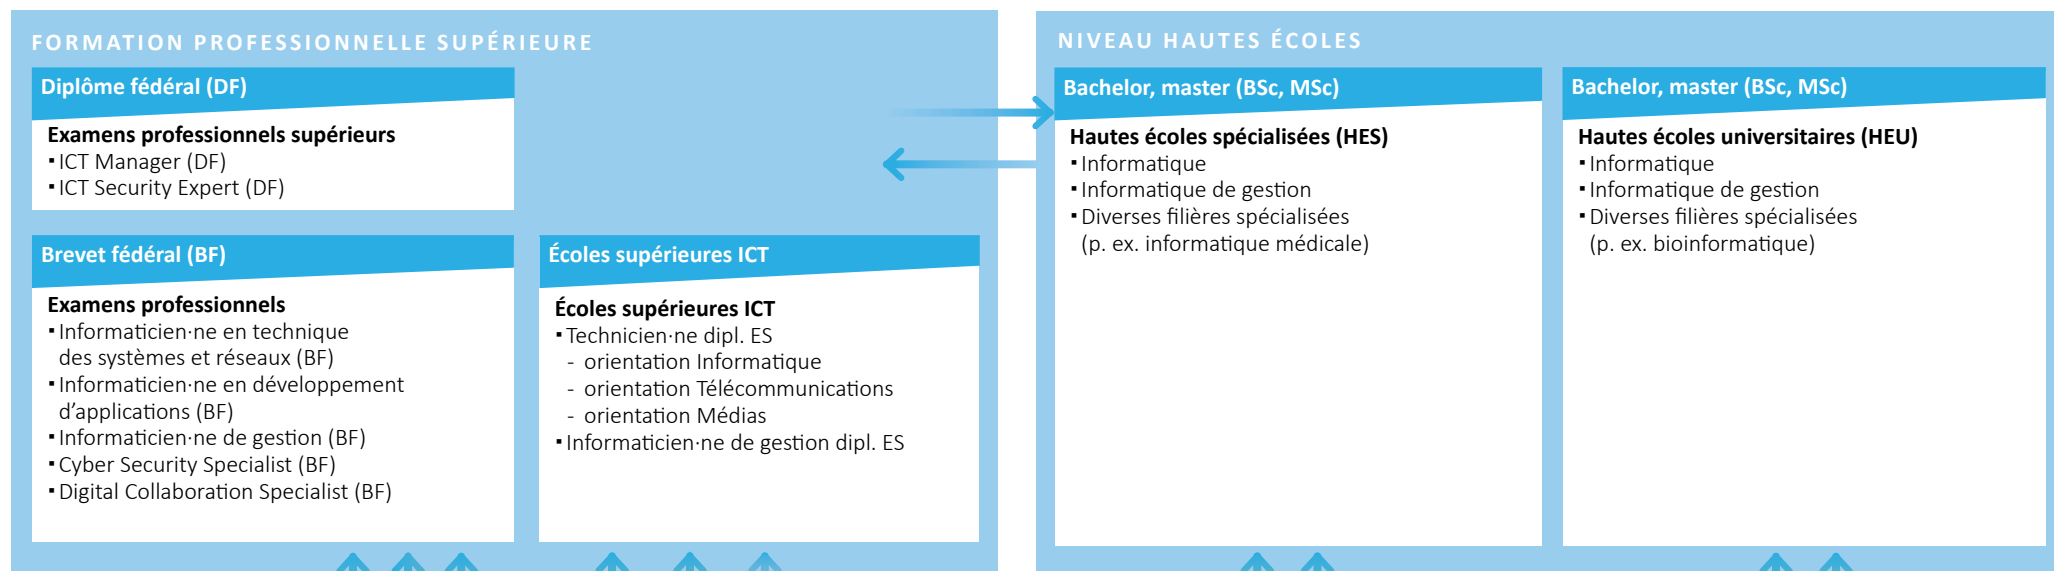 FORMATION PROFESSIONNELLE SUPÉRIEURE
Diplôme fédéral (DF)
Examens professionnels supérieurs
▪ ICT Manager (DF)
▪ ICT Security Expert (DF)
Brevet fédéral (BF)
Examens professionnels
▪ Informaticien·ne en technique
des systèmes et réseaux (BF)
▪ Informaticien·ne en développement
d’applications (BF)
▪ Informaticien·ne de gestion (BF)
▪ Cyber Security Specialist (BF)
▪ Digital Collaboration Specialist (BF)
Écoles supérieures ICT
Écoles supérieures ICT
▪ Technicien·ne dipl. ES
- orientation Informatique
- orientation Télécommunications
- orientation Médias
▪ Informaticien·ne de gestion dipl. ES
NIVEAU HAUTES ÉCOLES
Bachelor, master (BSc, MSc)
Hautes écoles spécialisées (HES)
▪ Informatique
▪ Informatique de gestion
▪ Diverses filières spécialisées
(p. ex. informatique médicale)
Bachelor, master (BSc, MSc)
Hautes écoles universitaires (HEU)
▪ Informatique
▪ Informatique de gestion
▪ Diverses filières spécialisées
(p. ex. bioinformatique)